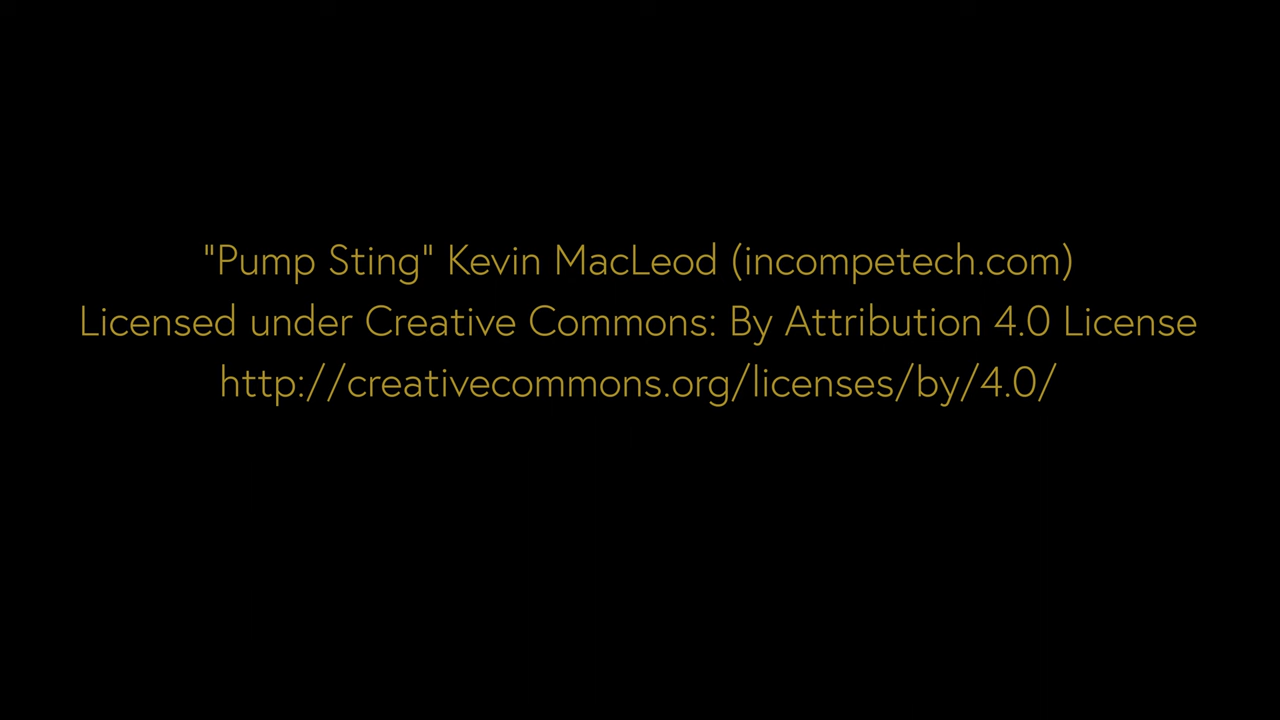 "Pump Sting" Kevin MacLeod (incompetech.com)
Licensed under Creative Commons: By Attribution 4.0 License
http://creativecommons.org/licenses/by/4.0/